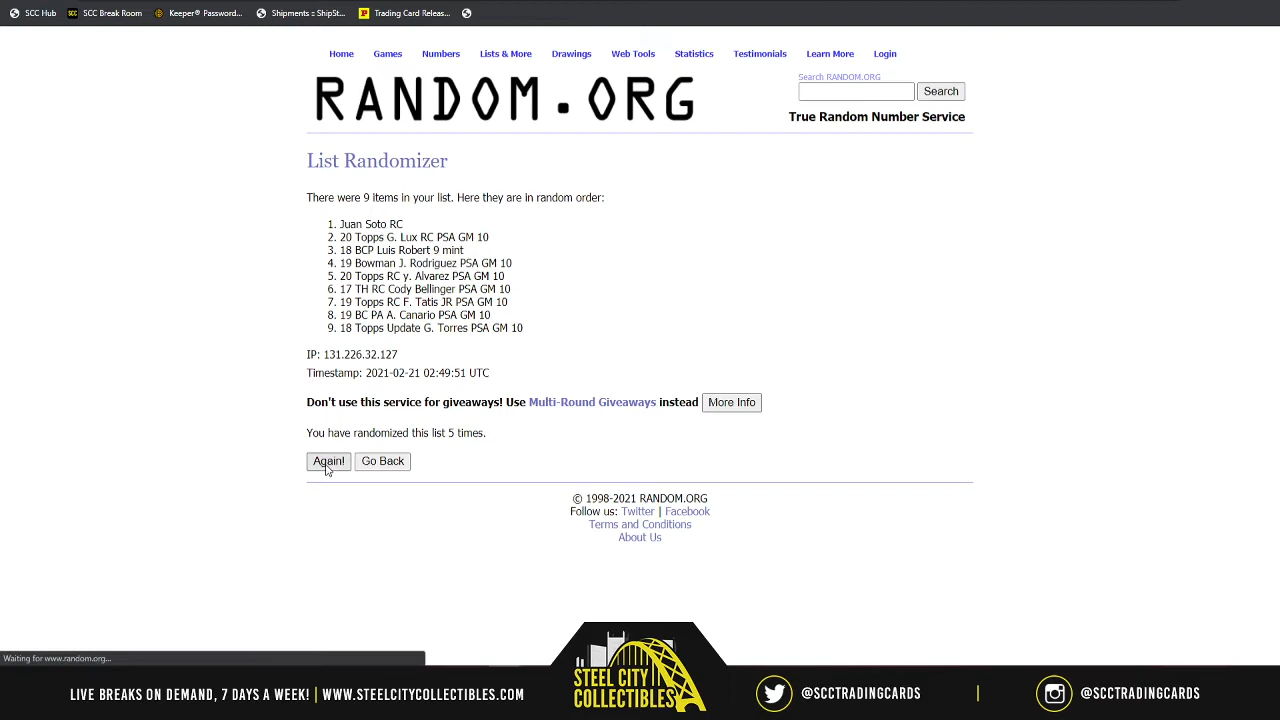 SCC Hub SCC Break Room Keeper® Password... Shipments :: ShipSt... Trading Card Releas...
Home Games Numbers Lists & More Drawings Web Tools Statistics Testimonials Learn More Login
RANDOM.ORG
Search RANDOM.ORG
Search
True Random Number Service
List Randomizer
There were 9 items in your list. Here they are in random order:
1. Juan Soto RC
2. 20 Topps G. Lux RC PSA GM 10
3. 18 BCP Luis Robert 9 mint
4. 19 Bowman J. Rodriguez PSA GM 10
5. 20 Topps RC y. Alvarez PSA GM 10
6. 17 TH RC Cody Bellinger PSA GM 10
7. 19 Topps RC F. Tatis JR PSA GM 10
8. 19 BC PA A. Canario PSA GM 10
9. 18 Topps Update G. Torres PSA GM 10
IP: 131.226.32.127
Timestamp: 2021-02-21 02:49:51 UTC
Don't use this service for giveaways! Use Multi-Round Giveaways instead More Info
You have randomized this list 5 times.
Again! Go Back
© 1998-2021 RANDOM.ORG
Follow us: Twitter | Facebook
Terms and Conditions
About Us
Waiting for www.random.org...
STEEL CITY
COLLECTIBLES
LIVE BREAKS ON DEMAND, 7 DAYS A WEEK! | WWW.STEELCITYCOLLECTIBLES.COM
@SCCTRADINGCARDS | @SCCTRADINGCARDS